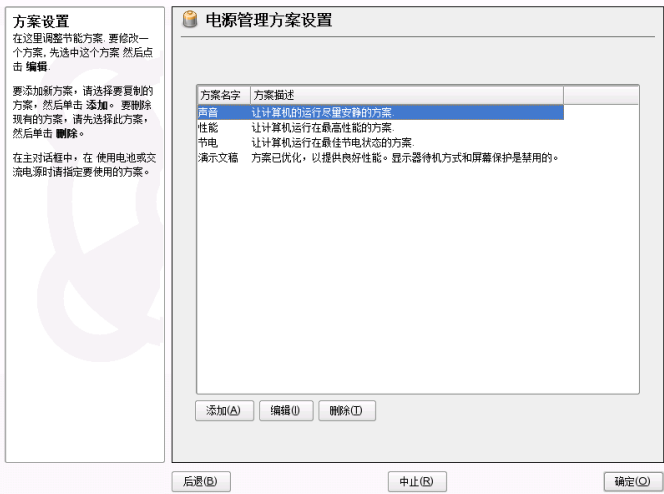 方案设置
在这里调整节能方案. 要修改一
个方案, 先选中这个方案 然后点
击 编辑.
要添加新方案，请选择要复制的
方案，然后单击 添加。 要删除
现有的方案，请先选择此方案，
然后单击 删除。
在主对话框中，在 使用电池或交
流电源时请指定要使用的方案。
电源管理方案设置
方案名字 方案描述
声音 让计算机的运行尽量安静的方案.
性能 让计算机运行在最高性能的方案.
节电 让计算机运行在最佳节电状态的方案.
演示文稿 方案已优化，以提供良好性能。显示器待机方式和屏幕保护是禁用的。
添加(A) 编辑(I) 删除(T)
后退(B) 中止(R) 确定(O)